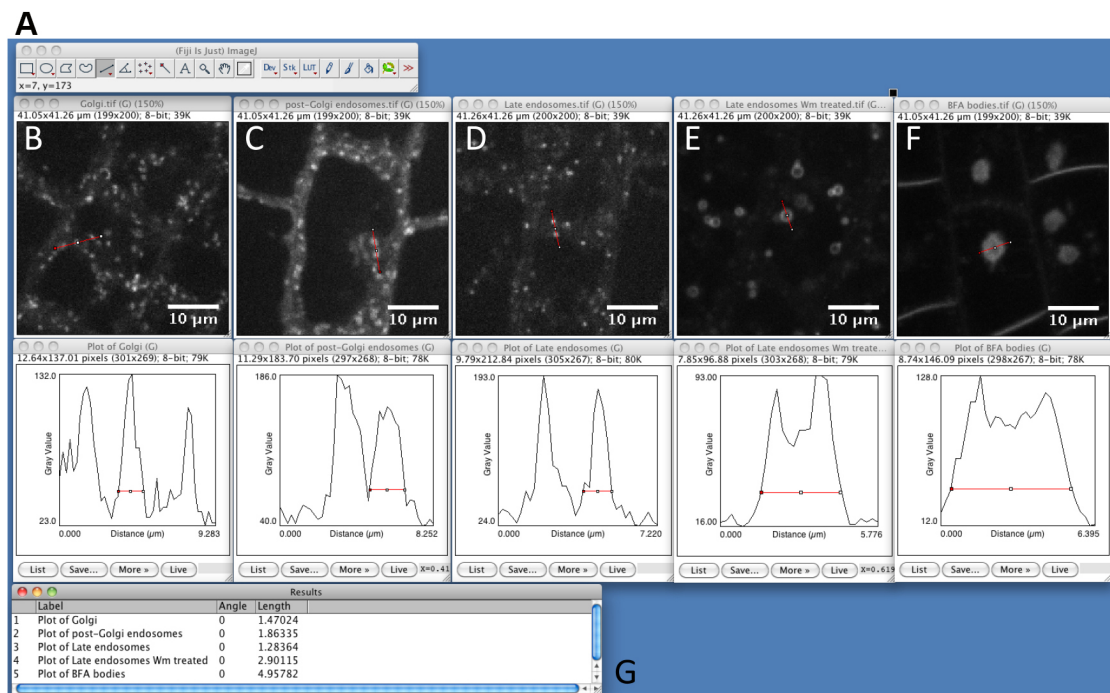 A
(Fiji Is Just) ImageJ
A Dev Stk LUT >>
x=7, y=173
Golgi.tif (G) (150%)
41.05x41.26 µm (199x200); 8-bit; 39K
B
10 µm
post-Golgi endosomes.tif (G) (150%)
41.05x41.26 µm (199x200); 8-bit; 39K
C
10 µm
Late endosomes.tif (G) (150%)
41.26x41.26 µm (200x200); 8-bit; 39K
D
10 µm
Late endosomes Wm treated.tif (G...
41.26x41.26 µm (200x200); 8-bit; 39K
E
10 µm
BFA bodies.tif (G) (150%)
41.05x41.26 µm (199x200); 8-bit; 39K
F
10 µm
Plot of Golgi (G)
12.64x137.01 pixels (301x269); 8-bit; 79K
132.0
Gray Value
23.0
0.000 Distance (µm) 9.283
List Save... More » Live
Plot of post-Golgi endosomes (G)
11.29x183.70 pixels (297x268); 8-bit; 78K
186.0
Gray Value
40.0
0.000 Distance (µm) 8.252
List Save... More » Live X=0.41
Plot of Late endosomes (G)
9.79x212.84 pixels (305x267); 8-bit; 80K
193.0
Gray Value
24.0
0.000 Distance (µm) 7.220
List Save... More » Live
Plot of Late endosomes Wm treate...
7.85x96.88 pixels (303x268); 8-bit; 79K
93.00
Gray Value
16.00
0.000 Distance (µm) 5.776
List Save... More » Live X=0.619
Plot of BFA bodies (G)
8.74x146.09 pixels (298x267); 8-bit; 78K
128.0
Gray Value
12.0
0.000 Distance (µm) 6.395
List Save... More » Live
Results
Label Angle Length
1 Plot of Golgi 0 1.47024
2 Plot of post-Golgi endosomes 0 1.86335
3 Plot of Late endosomes 0 1.28364
4 Plot of Late endosomes Wm treated 0 2.90115
5 Plot of BFA bodies 0 4.95782
G